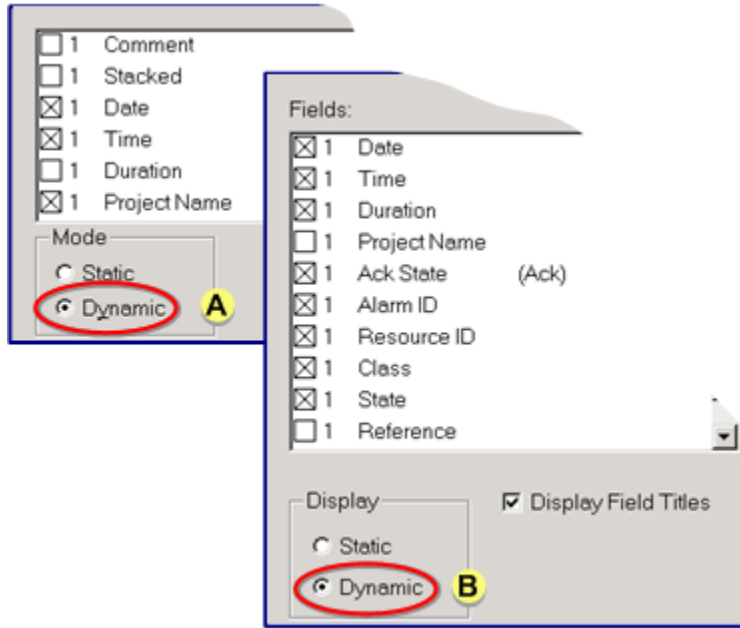 1 Comment
1 Stacked
1 Date
1 Time
1 Duration
1 Project Name
Mode
Static
Dynamic
A
Fields:
1 Date
1 Time
1 Duration
1 Project Name
1 Ack State (Ack)
1 Alarm ID
1 Resource ID
1 Class
1 State
1 Reference
Display
Display Field Titles
Static
Dynamic
B